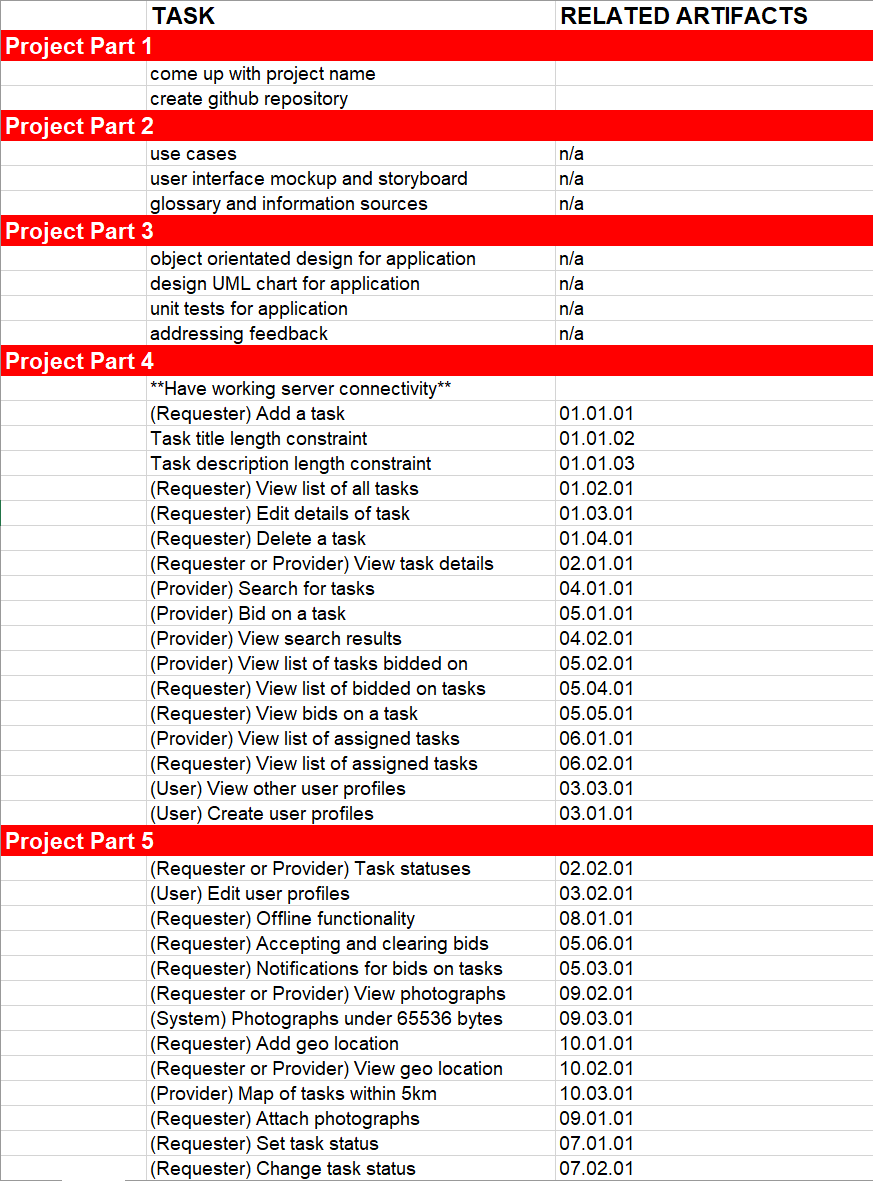 TASK RELATED ARTIFACTS
Project Part 1
come up with project name
create github repository
Project Part 2
use cases n/a
user interface mockup and storyboard n/a
glossary and information sources n/a
Project Part 3
object orientated design for application n/a
design UML chart for application n/a
unit tests for application n/a
addressing feedback n/a
Project Part 4
**Have working server connectivity**
(Requester) Add a task 01.01.01
Task title length constraint 01.01.02
Task description length constraint 01.01.03
(Requester) View list of all tasks 01.02.01
(Requester) Edit details of task 01.03.01
(Requester) Delete a task 01.04.01
(Requester or Provider) View task details 02.01.01
(Provider) Search for tasks 04.01.01
(Provider) Bid on a task 05.01.01
(Provider) View search results 04.02.01
(Provider) View list of tasks bidded on 05.02.01
(Requester) View list of bidded on tasks 05.04.01
(Requester) View bids on a task 05.05.01
(Provider) View list of assigned tasks 06.01.01
(Requester) View list of assigned tasks 06.02.01
(User) View other user profiles 03.03.01
(User) Create user profiles 03.01.01
Project Part 5
(Requester or Provider) Task statuses 02.02.01
(User) Edit user profiles 03.02.01
(Requester) Offline functionality 08.01.01
(Requester) Accepting and clearing bids 05.06.01
(Requester) Notifications for bids on tasks 05.03.01
(Requester or Provider) View photographs 09.02.01
(System) Photographs under 65536 bytes 09.03.01
(Requester) Add geo location 10.01.01
(Requester or Provider) View geo location 10.02.01
(Provider) Map of tasks within 5km 10.03.01
(Requester) Attach photographs 09.01.01
(Requester) Set task status 07.01.01
(Requester) Change task status 07.02.01